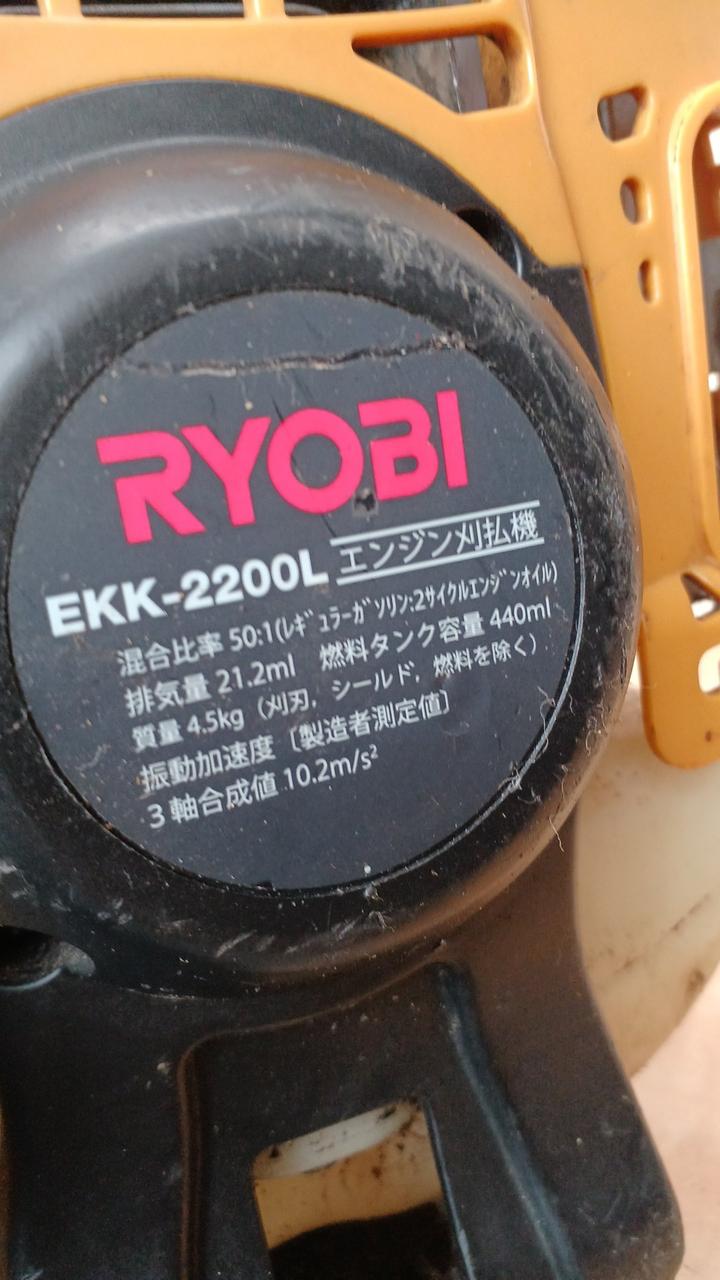 RYOBI
EKK-2200L エンジン刈払機
混合比率 50:1(ﾚｷﾞｭﾗｰｶﾞｿﾘﾝ:2ｻｲｸﾙｴﾝｼﾞﾝｵｲﾙ)
排気量 21.2ml 燃料タンク容量 440ml
質量 4.5kg（刈刃，シールド，燃料を除く）
振動加速度〔製造者測定値〕
3軸合成値 10.2m/s²